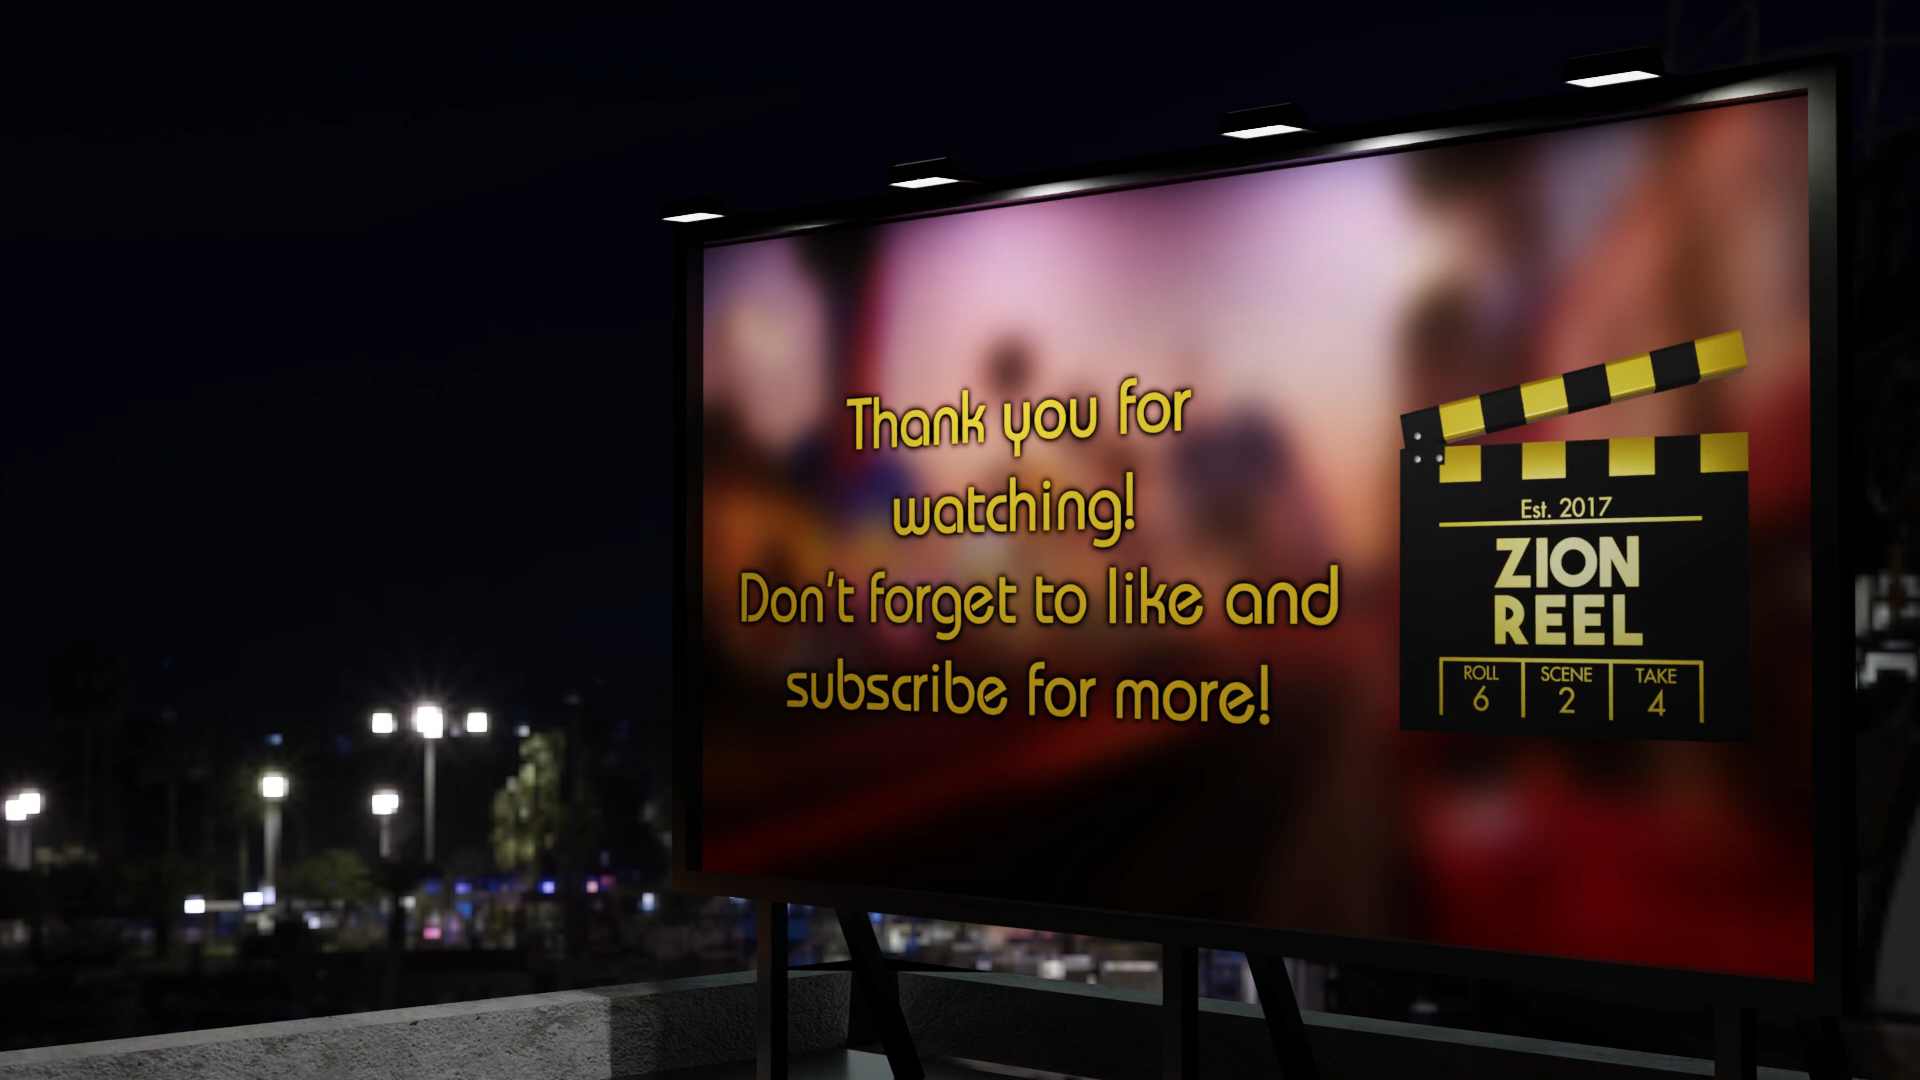 Thank you for
watching!
Don't forget to like and
subscribe for more!
Est. 2017
ZION
REEL
ROLL SCENE TAKE
6 2 4